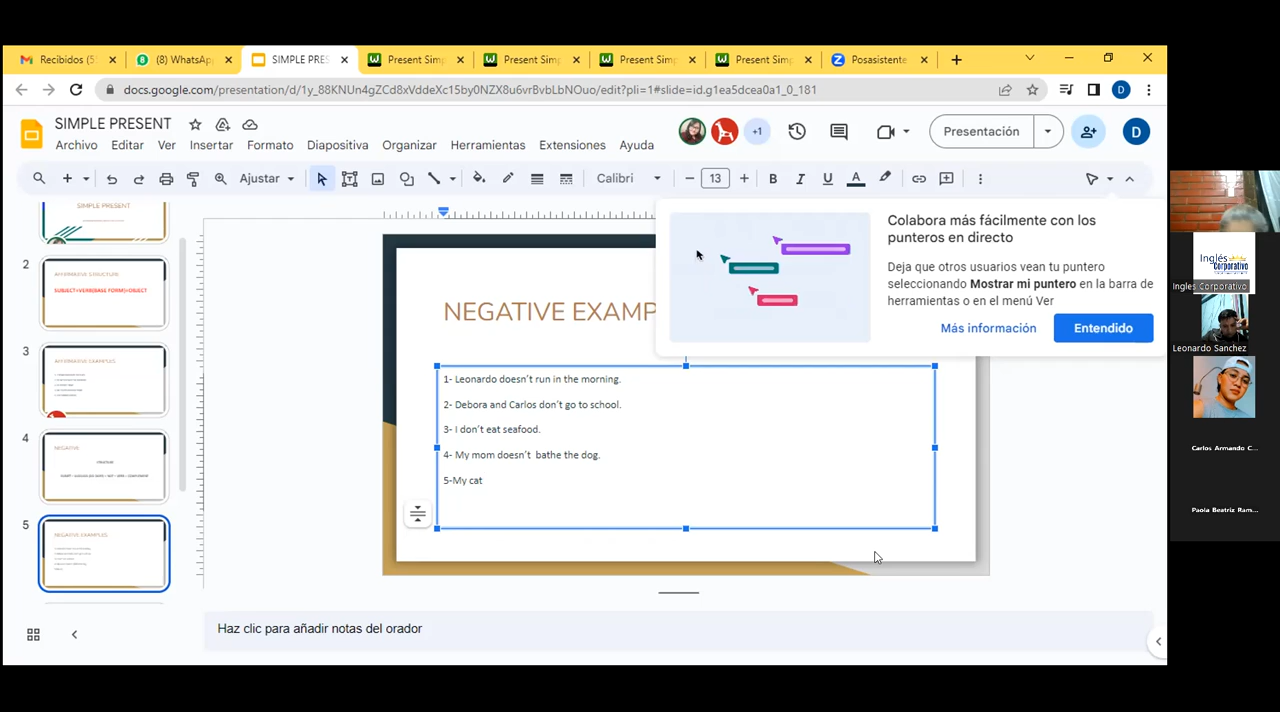 Recibidos (5
(8) WhatsApp
SIMPLE PRES
Present Simp
Present Simp
Present Simp
Present Simp
Posasistente
docs.google.com/presentation/d/1y_88KNUn4gZCd8xVddeXc15by0NZX8u6vrBvbLbNOuo/edit?pli=1#slide=id.g1ea5dcea0a1_0_181
D
SIMPLE PRESENT
+1
Presentación
D
Archivo Editar Ver Insertar Formato Diapositiva Organizar Herramientas Extensiones Ayuda
Ajustar
Calibri
13
B I U A
Colabora más fácilmente con los
punteros en directo
Deja que otros usuarios vean tu puntero
seleccionando Mostrar mi puntero en la barra de
herramientas o en el menú Ver
Más información
Entendido
SIMPLE PRESENT
2
AFFIRMATIVE STRUCTURE
SUBJECT+VERB(BASE FORM)+OBJECT
3
AFFIRMATIVE EXAMPLES
4
NEGATIVE
STRUCTURE
5
NEGATIVE EXAMPLES
NEGATIVE EXAMP
1- Leonardo doesn´t run in the morning.
2- Debora and Carlos don´t go to school.
3- I don´t eat seafood.
4- My mom doesn´t bathe the dog.
5-My cat
Haz clic para añadir notas del orador
Inglés
Corporativo
Ingles Corporativo
Leonardo Sanchez
Carlos Armando C...
Paola Beatriz Ram...